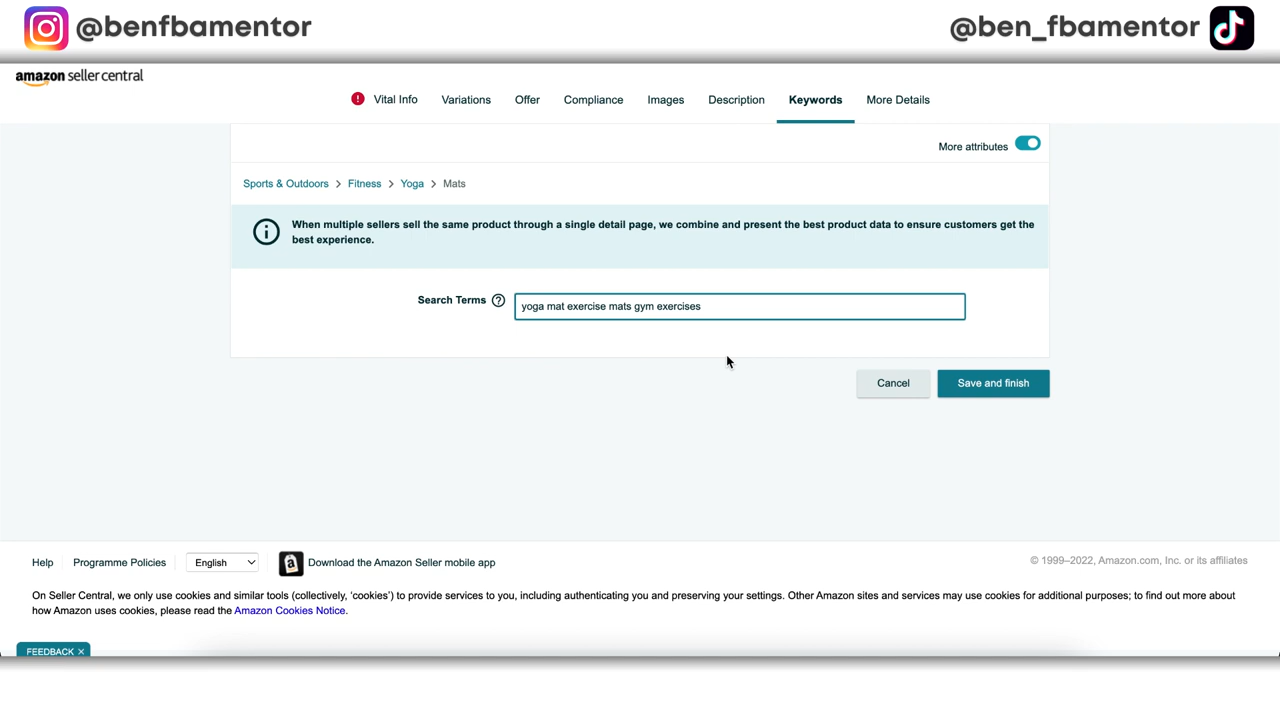 @benfbamentor
@ben_fbamentor
amazon seller central
Vital Info
Variations
Offer
Compliance
Images
Description
Keywords
More Details
More attributes
Sports & Outdoors > Fitness > Yoga > Mats
When multiple sellers sell the same product through a single detail page, we combine and present the best product data to ensure customers get the
best experience.
Search Terms ?
yoga mat exercise mats gym exercises
Cancel
Save and finish
Help
Programme Policies
English
Download the Amazon Seller mobile app
© 1999–2022, Amazon.com, Inc. or its affiliates
On Seller Central, we only use cookies and similar tools (collectively, ‘cookies’) to provide services to you, including authenticating you and preserving your settings. Other Amazon sites and services may use cookies for additional purposes; to find out more about
how Amazon uses cookies, please read the Amazon Cookies Notice.
FEEDBACK ×